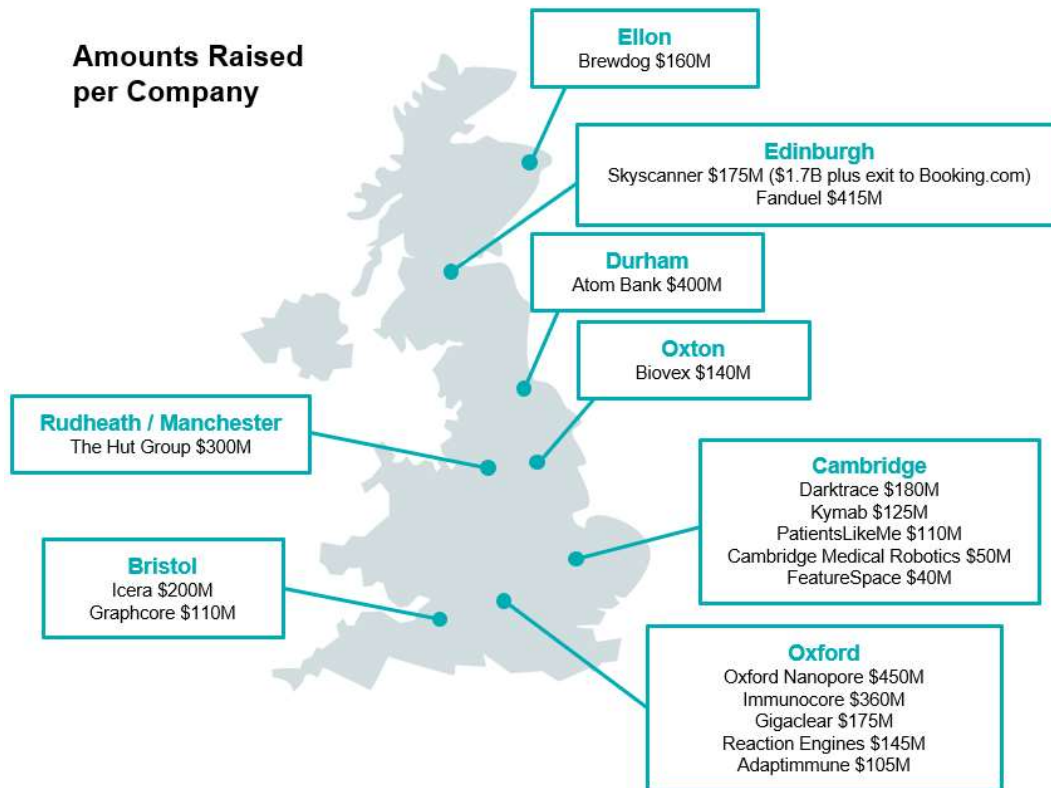 Amounts Raised
per Company
Ellon
Brewdog $160M
Edinburgh
Skyscanner $175M ($1.7B plus exit to Booking.com)
Fanduel $415M
Durham
Atom Bank $400M
Oxton
Biovex $140M
Rudheath / Manchester
The Hut Group $300M
Cambridge
Darktrace $180M
Kymab $125M
PatientsLikeMe $110M
Cambridge Medical Robotics $50M
FeatureSpace $40M
Bristol
Icera $200M
Graphcore $110M
Oxford
Oxford Nanopore $450M
Immunocore $360M
Gigaclear $175M
Reaction Engines $145M
Adaptimmune $105M